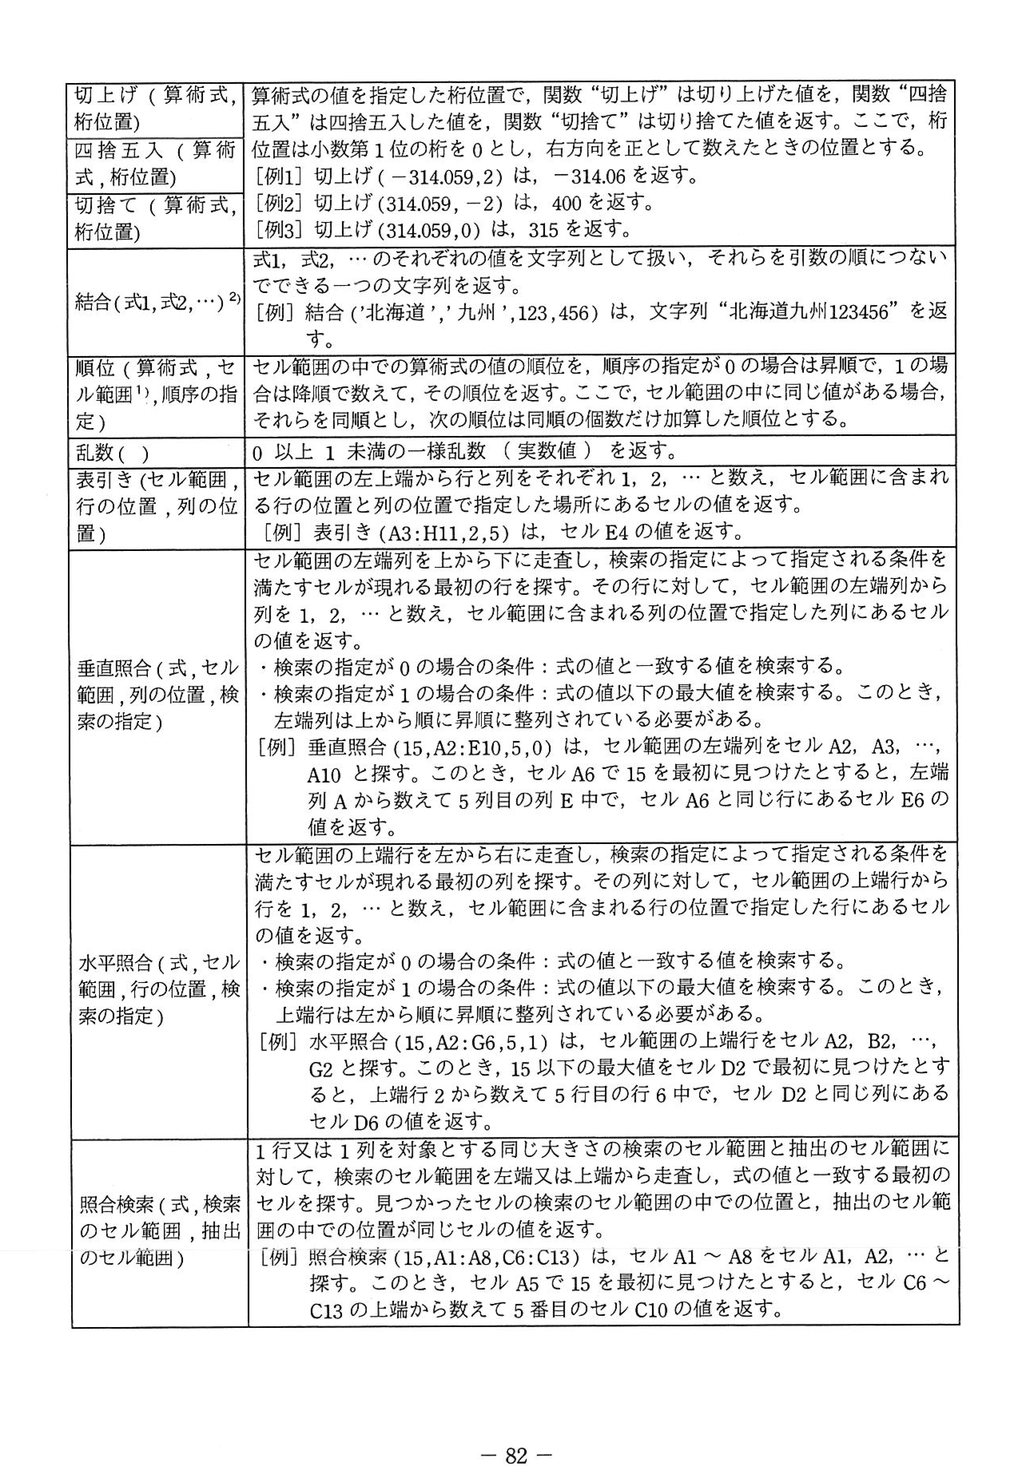 切上げ(算術式,
桁位置)
四捨五入(算術
式,桁位置)
切捨て(算術式,
桁位置)
算術式の値を指定した桁位置で，関数“切上げ”は切り上げた値を，関数“四捨
五入”は四捨五入した値を，関数“切捨て”は切り捨てた値を返す。ここで，桁
位置は小数第1位の桁を0とし，右方向を正として数えたときの位置とする。
［例1］切上げ(－314.059,2)は，－314.06を返す。
［例2］切上げ(314.059,－2)は，400を返す。
［例3］切上げ(314.059,0)は，315を返す。
結合(式1,式2,…)2)
式1，式2，…のそれぞれの値を文字列として扱い，それらを引数の順につない
でできる一つの文字列を返す。
［例］結合('北海道','九州',123,456)は，文字列“北海道九州123456”を返
す。
順位(算術式,セ
ル範囲1),順序の指
定)
セル範囲の中での算術式の値の順位を，順序の指定が0の場合は昇順で，1の場
合は降順で数えて，その順位を返す。ここで，セル範囲の中に同じ値がある場合，
それらを同順とし，次の順位は同順の個数だけ加算した順位とする。
乱数( )
0 以上 1 未満の一様乱数（実数値）を返す。
表引き(セル範囲,
行の位置,列の位
置)
セル範囲の左上端から行と列をそれぞれ1，2，…と数え，セル範囲に含まれ
る行の位置と列の位置で指定した場所にあるセルの値を返す。
［例］表引き(A3:H11,2,5)は，セルE4の値を返す。
垂直照合(式,セル
範囲,列の位置,検
索の指定)
セル範囲の左端列を上から下に走査し，検索の指定によって指定される条件を
満たすセルが現れる最初の行を探す。その行に対して，セル範囲の左端列から
列を1，2，…と数え，セル範囲に含まれる列の位置で指定した列にあるセル
の値を返す。
・検索の指定が0の場合の条件：式の値と一致する値を検索する。
・検索の指定が1の場合の条件：式の値以下の最大値を検索する。このとき，
左端列は上から順に昇順に整列されている必要がある。
［例］垂直照合(15,A2:E10,5,0)は，セル範囲の左端列をセルA2，A3，…，
A10と探す。このとき，セルA6で15を最初に見つけたとすると，左端
列Aから数えて5列目の列E中で，セルA6と同じ行にあるセルE6の
値を返す。
水平照合(式,セル
範囲,行の位置,検
索の指定)
セル範囲の上端行を左から右に走査し，検索の指定によって指定される条件を
満たすセルが現れる最初の列を探す。その列に対して，セル範囲の上端行から
行を1，2，…と数え，セル範囲に含まれる行の位置で指定した行にあるセル
の値を返す。
・検索の指定が0の場合の条件：式の値と一致する値を検索する。
・検索の指定が1の場合の条件：式の値以下の最大値を検索する。このとき，
上端行は左から順に昇順に整列されている必要がある。
［例］水平照合(15,A2:G6,5,1)は，セル範囲の上端行をセルA2，B2，…，
G2と探す。このとき，15以下の最大値をセルD2で最初に見つけたとす
ると，上端行2から数えて5行目の行6中で，セルD2と同じ列にある
セルD6の値を返す。
照合検索(式,検索
のセル範囲,抽出
のセル範囲)
1行又は1列を対象とする同じ大きさの検索のセル範囲と抽出のセル範囲に
対して，検索のセル範囲を左端又は上端から走査し，式の値と一致する最初の
セルを探す。見つかったセルの検索のセル範囲の中での位置と，抽出のセル範
囲の中での位置が同じセルの値を返す。
［例］照合検索(15,A1:A8,C6:C13)は，セルA1～A8をセルA1，A2，…と
探す。このとき，セルA5で15を最初に見つけたとすると，セルC6～
C13の上端から数えて5番目のセルC10の値を返す。
－ 82 －